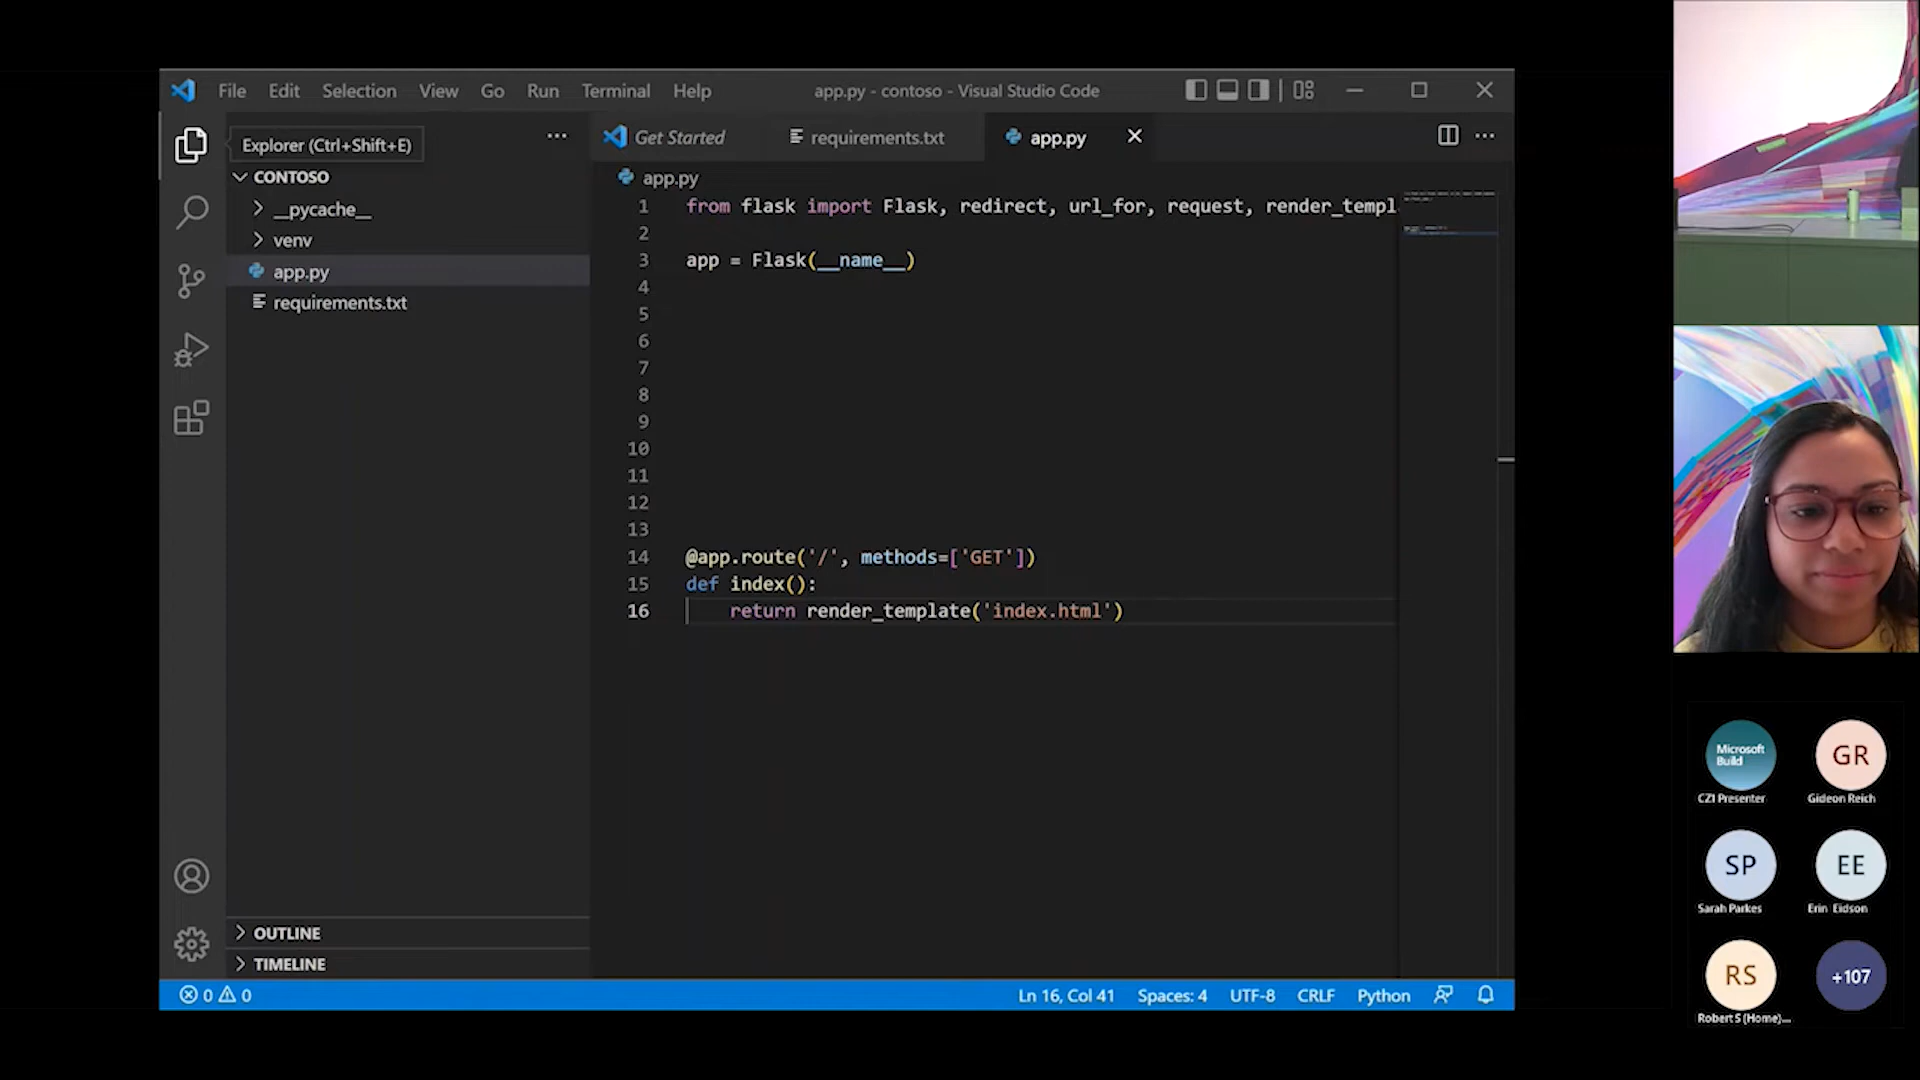 File Edit Selection View Go Run Terminal Help
app.py - contoso - Visual Studio Code
Explorer (Ctrl+Shift+E)
CONTOSO
__pycache__
venv
app.py
requirements.txt
OUTLINE
TIMELINE
Get Started requirements.txt app.py
app.py
1 from flask import Flask, redirect, url_for, request, render_templ
2
3 app = Flask(__name__)
4
5
6
7
8
9
10
11
12
13
14 @app.route('/', methods=['GET'])
15 def index():
16 return render_template('index.html')
0 0
Ln 16, Col 41 Spaces: 4 UTF-8 CRLF Python
Microsoft
Build
CZI Presenter
GR
Gideon Reich
SP
Sarah Parkes
EE
Erin Eidson
RS
Robert S (Home)...
+107